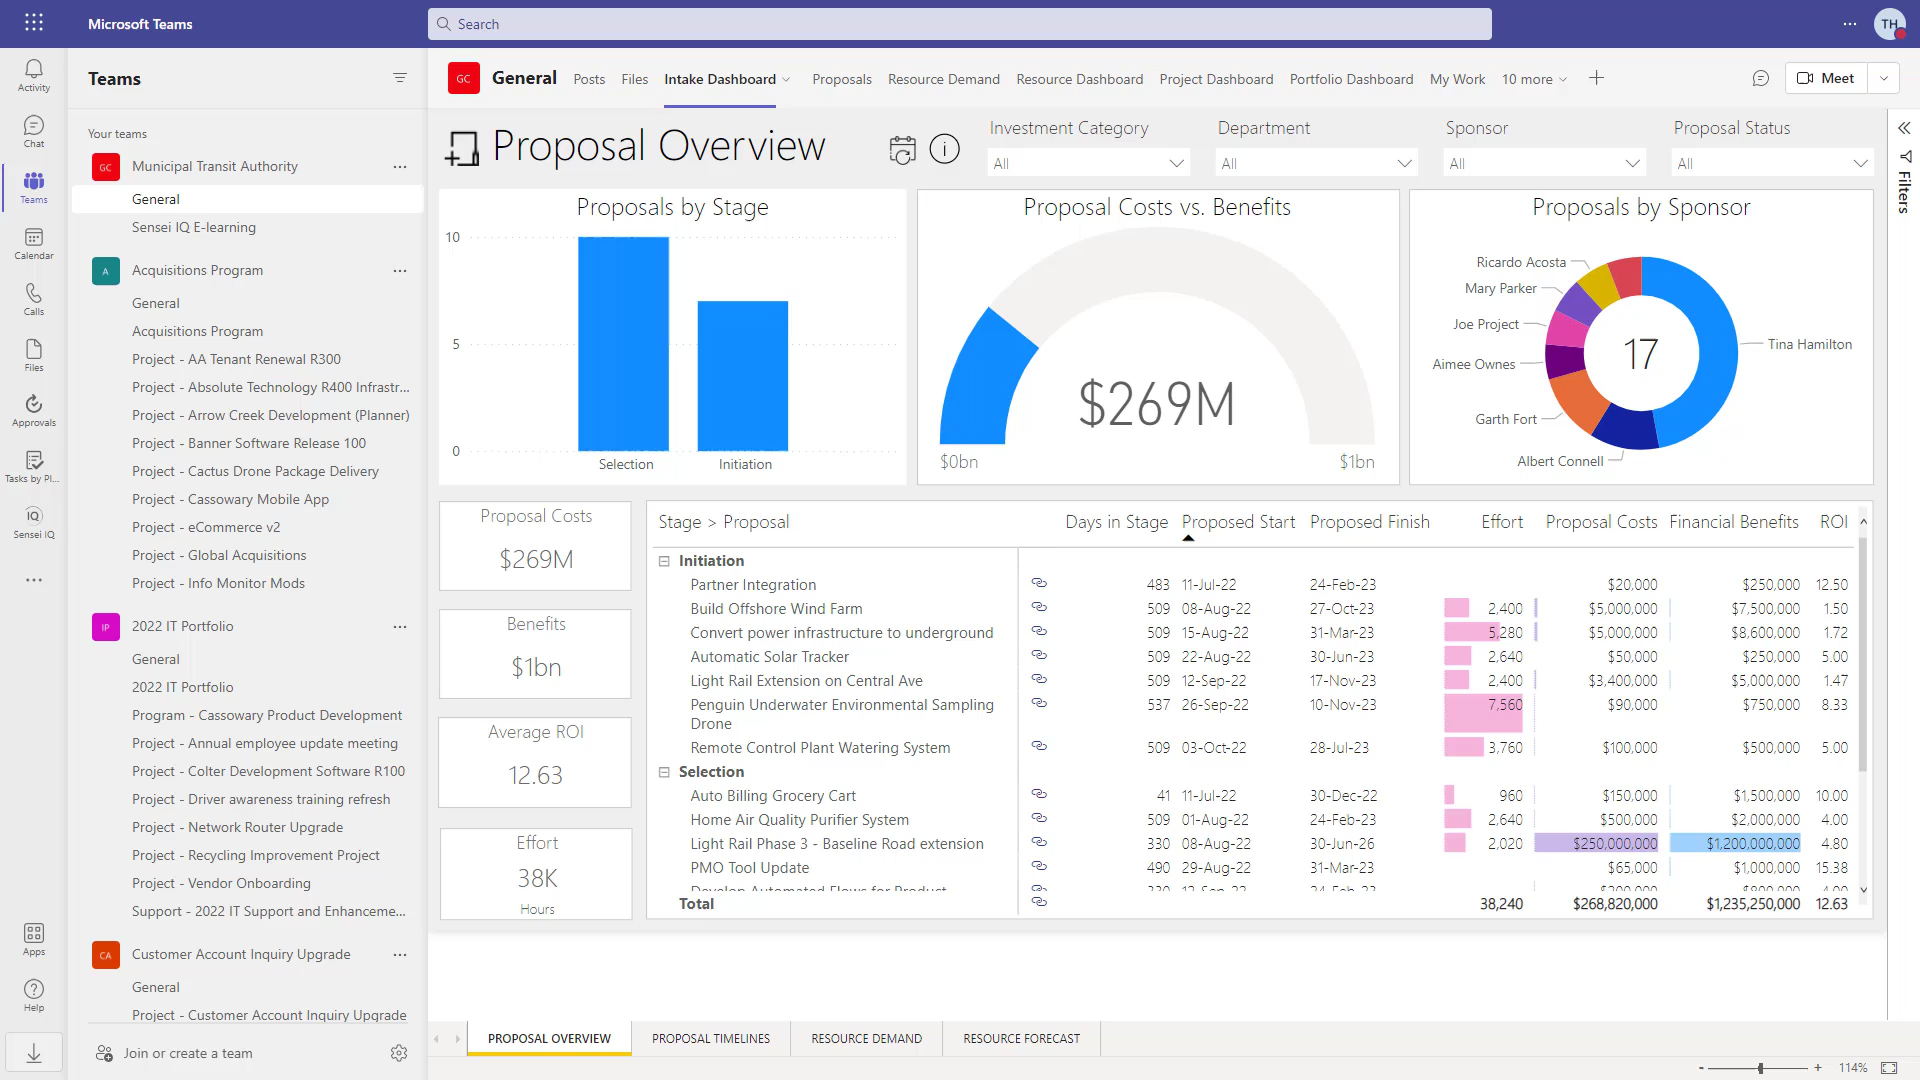 Microsoft Teams
Search
TH
Activity
Chat
Teams
Calendar
Calls
Files
Approvals
Tasks by Pl...
IQ
Sensei IQ
Apps
Help
Teams
Your teams
GC Municipal Transit Authority
General
Sensei IQ E-learning
A Acquisitions Program
General
Acquisitions Program
Project - AA Tenant Renewal R300
Project - Absolute Technology R400 Infrastr...
Project - Arrow Creek Development (Planner)
Project - Banner Software Release 100
Project - Cactus Drone Package Delivery
Project - Cassowary Mobile App
Project - eCommerce v2
Project - Global Acquisitions
Project - Info Monitor Mods
IP 2022 IT Portfolio
General
2022 IT Portfolio
Program - Cassowary Product Development
Project - Annual employee update meeting
Project - Colter Development Software R100
Project - Driver awareness training refresh
Project - Network Router Upgrade
Project - Recycling Improvement Project
Project - Vendor Onboarding
Support - 2022 IT Support and Enhanceme...
CA Customer Account Inquiry Upgrade
General
Project - Customer Account Inquiry Upgrade
Join or create a team
GC General Posts Files Intake Dashboard Proposals Resource Demand Resource Dashboard Project Dashboard Portfolio Dashboard My Work 10 more Meet
Proposal Overview
Investment Category Department Sponsor Proposal Status
All All All All
Filters
Proposals by Stage
10
5
0
Selection Initiation
Proposal Costs vs. Benefits
$269M
$0bn $1bn
Proposals by Sponsor
Ricardo Acosta
Mary Parker
Joe Project
Aimee Ownes
Garth Fort
Albert Connell
Tina Hamilton
17
Proposal Costs
$269M
Benefits
$1bn
Average ROI
12.63
Effort
38K
Hours
Stage > Proposal Days in Stage Proposed Start Proposed Finish Effort Proposal Costs Financial Benefits ROI
Initiation
Partner Integration 483 11-Jul-22 24-Feb-23 $20,000 $250,000 12.50
Build Offshore Wind Farm 509 08-Aug-22 27-Oct-23 2,400 $5,000,000 $7,500,000 1.50
Convert power infrastructure to underground 509 15-Aug-22 31-Mar-23 5,280 $5,000,000 $8,600,000 1.72
Automatic Solar Tracker 509 22-Aug-22 30-Jun-23 2,640 $50,000 $250,000 5.00
Light Rail Extension on Central Ave 509 12-Sep-22 17-Nov-23 2,400 $3,400,000 $5,000,000 1.47
Penguin Underwater Environmental Sampling 537 26-Sep-22 10-Nov-23 7,560 $90,000 $750,000 8.33
Drone
Remote Control Plant Watering System 509 03-Oct-22 28-Jul-23 3,760 $100,000 $500,000 5.00
Selection
Auto Billing Grocery Cart 41 11-Jul-22 30-Dec-22 960 $150,000 $1,500,000 10.00
Home Air Quality Purifier System 509 01-Aug-22 24-Feb-23 2,640 $500,000 $2,000,000 4.00
Light Rail Phase 3 - Baseline Road extension 330 08-Aug-22 30-Jun-26 2,020 $250,000,000 $1,200,000,000 4.80
PMO Tool Update 490 29-Aug-22 31-Mar-23 $65,000 $1,000,000 15.38
Develop Automated Flows for Product 330 12-Sep-22 24-Feb-23 $200,000 $800,000 4.00
Total 38,240 $268,820,000 $1,235,250,000 12.63
PROPOSAL OVERVIEW PROPOSAL TIMELINES RESOURCE DEMAND RESOURCE FORECAST
- + 114%